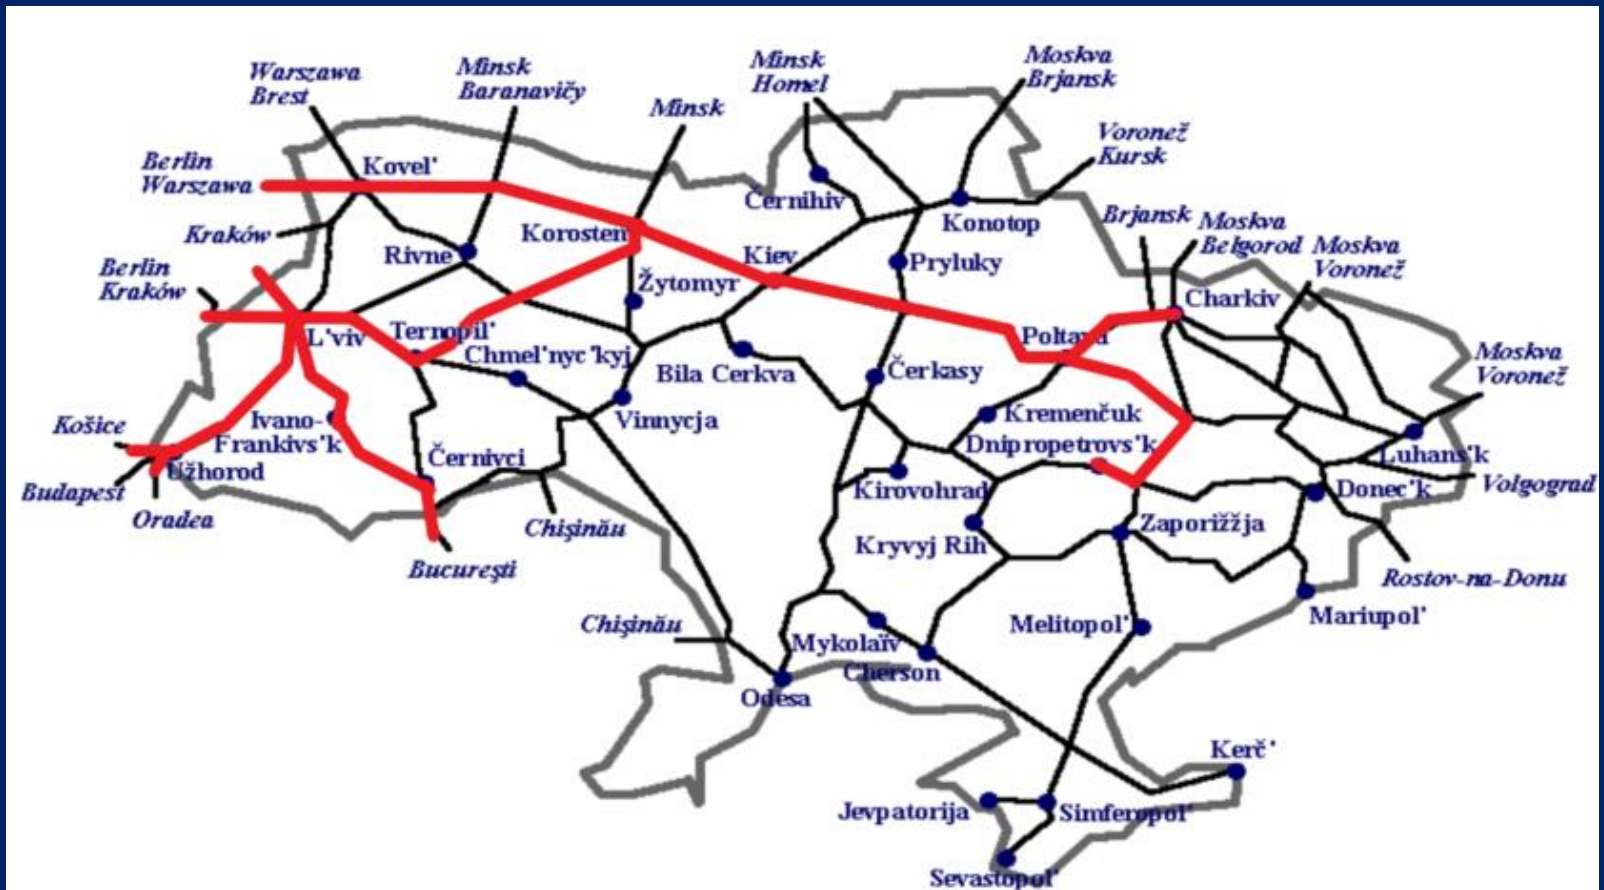 Warszawa
Brest
Minsk
Baranavičy
Minsk
Minsk
Homel
Moskva
Brjansk
Voronež
Kursk
Berlin
Warszawa
Kovel'
Černihiv
Konotop
Kraków
Rivne
Korosten
Kiev
Pryluky
Brjansk
Moskva
Belgorod
Moskva
Voronež
Berlin
Kraków
Žytomyr
Charkiv
L'viv
Ternopil'
Chmel'nyc'kyj
Bila Cerkva
Čerkasy
Poltava
Moskva
Voronež
Košice
Ivano-
Frankivs'k
Vinnycja
Kremenčuk
Dnipropetrovs'k
Luhans'k
Užhorod
Černivci
Budapest
Oradea
Chişinău
Kirovohrad
Donec'k
Volgograd
Bucureşti
Kryvyj Rih
Zaporižžja
Rostov-na-Donu
Chişinău
Mykolaïv
Cherson
Melitopol'
Mariupol'
Odesa
Kerč'
Jevpatorija
Simferopol'
Sevastopol'